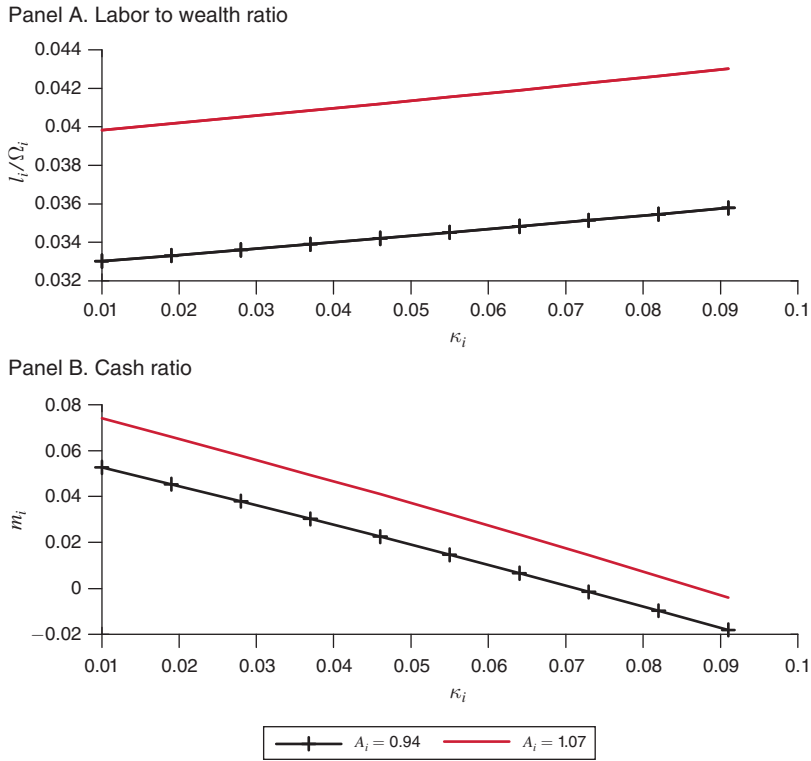 Panel A. Labor to wealth ratio
0.044
0.042
0.04
0.038
0.036
0.034
0.032
l_i/Ω_i
0.01 0.02 0.03 0.04 0.05 0.06 0.07 0.08 0.09 0.1
κ_i
Panel B. Cash ratio
0.08
0.06
0.04
0.02
0
−0.02
m_i
0.01 0.02 0.03 0.04 0.05 0.06 0.07 0.08 0.09 0.1
κ_i
A_i = 0.94 A_i = 1.07